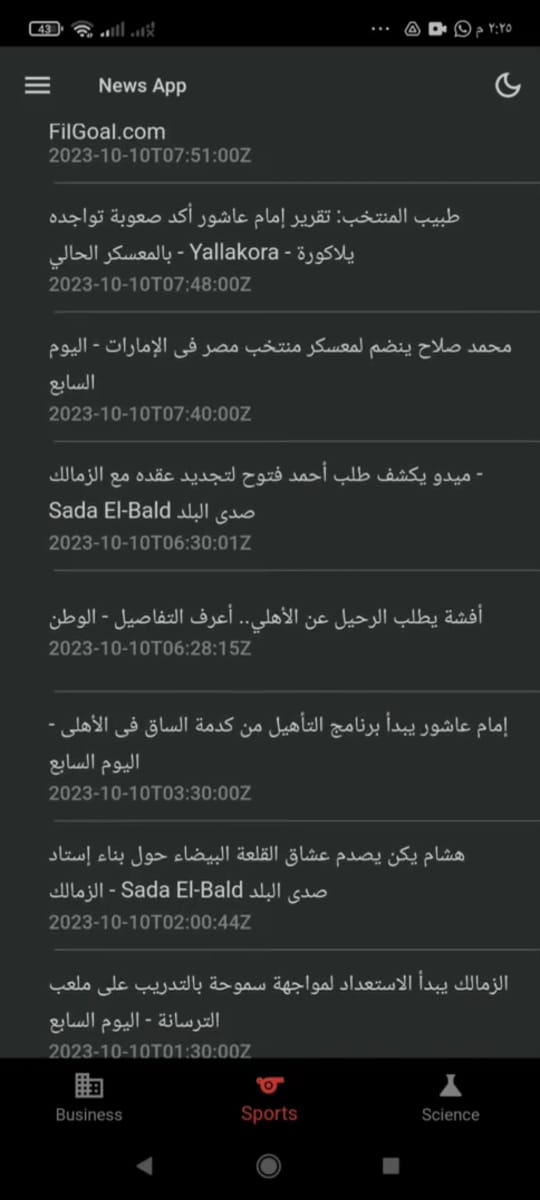 43
٢:٢٥ م
News App
FilGoal.com
2023-10-10T07:51:00Z
طبيب المنتخب: تقرير إمام عاشور أكد صعوبة تواجده
بالمعسكر الحالي - Yallakora - يلاكورة
2023-10-10T07:48:00Z
محمد صلاح ينضم لمعسكر منتخب مصر فى الإمارات - اليوم
السابع
2023-10-10T07:40:00Z
ميدو يكشف طلب أحمد فتوح لتجديد عقده مع الزمالك -
Sada El-Bald صدى البلد
2023-10-10T06:30:01Z
أفشة يطلب الرحيل عن الأهلي.. أعرف التفاصيل - الوطن
2023-10-10T06:28:15Z
إمام عاشور يبدأ برنامج التأهيل من كدمة الساق فى الأهلى -
اليوم السابع
2023-10-10T03:30:00Z
هشام يكن يصدم عشاق القلعة البيضاء حول بناء إستاد
الزمالك - Sada El-Bald صدى البلد
2023-10-10T02:00:44Z
الزمالك يبدأ الاستعداد لمواجهة سموحة بالتدريب على ملعب
الترسانة - اليوم السابع
2023-10-10T01:30:00Z
Business
Sports
Science